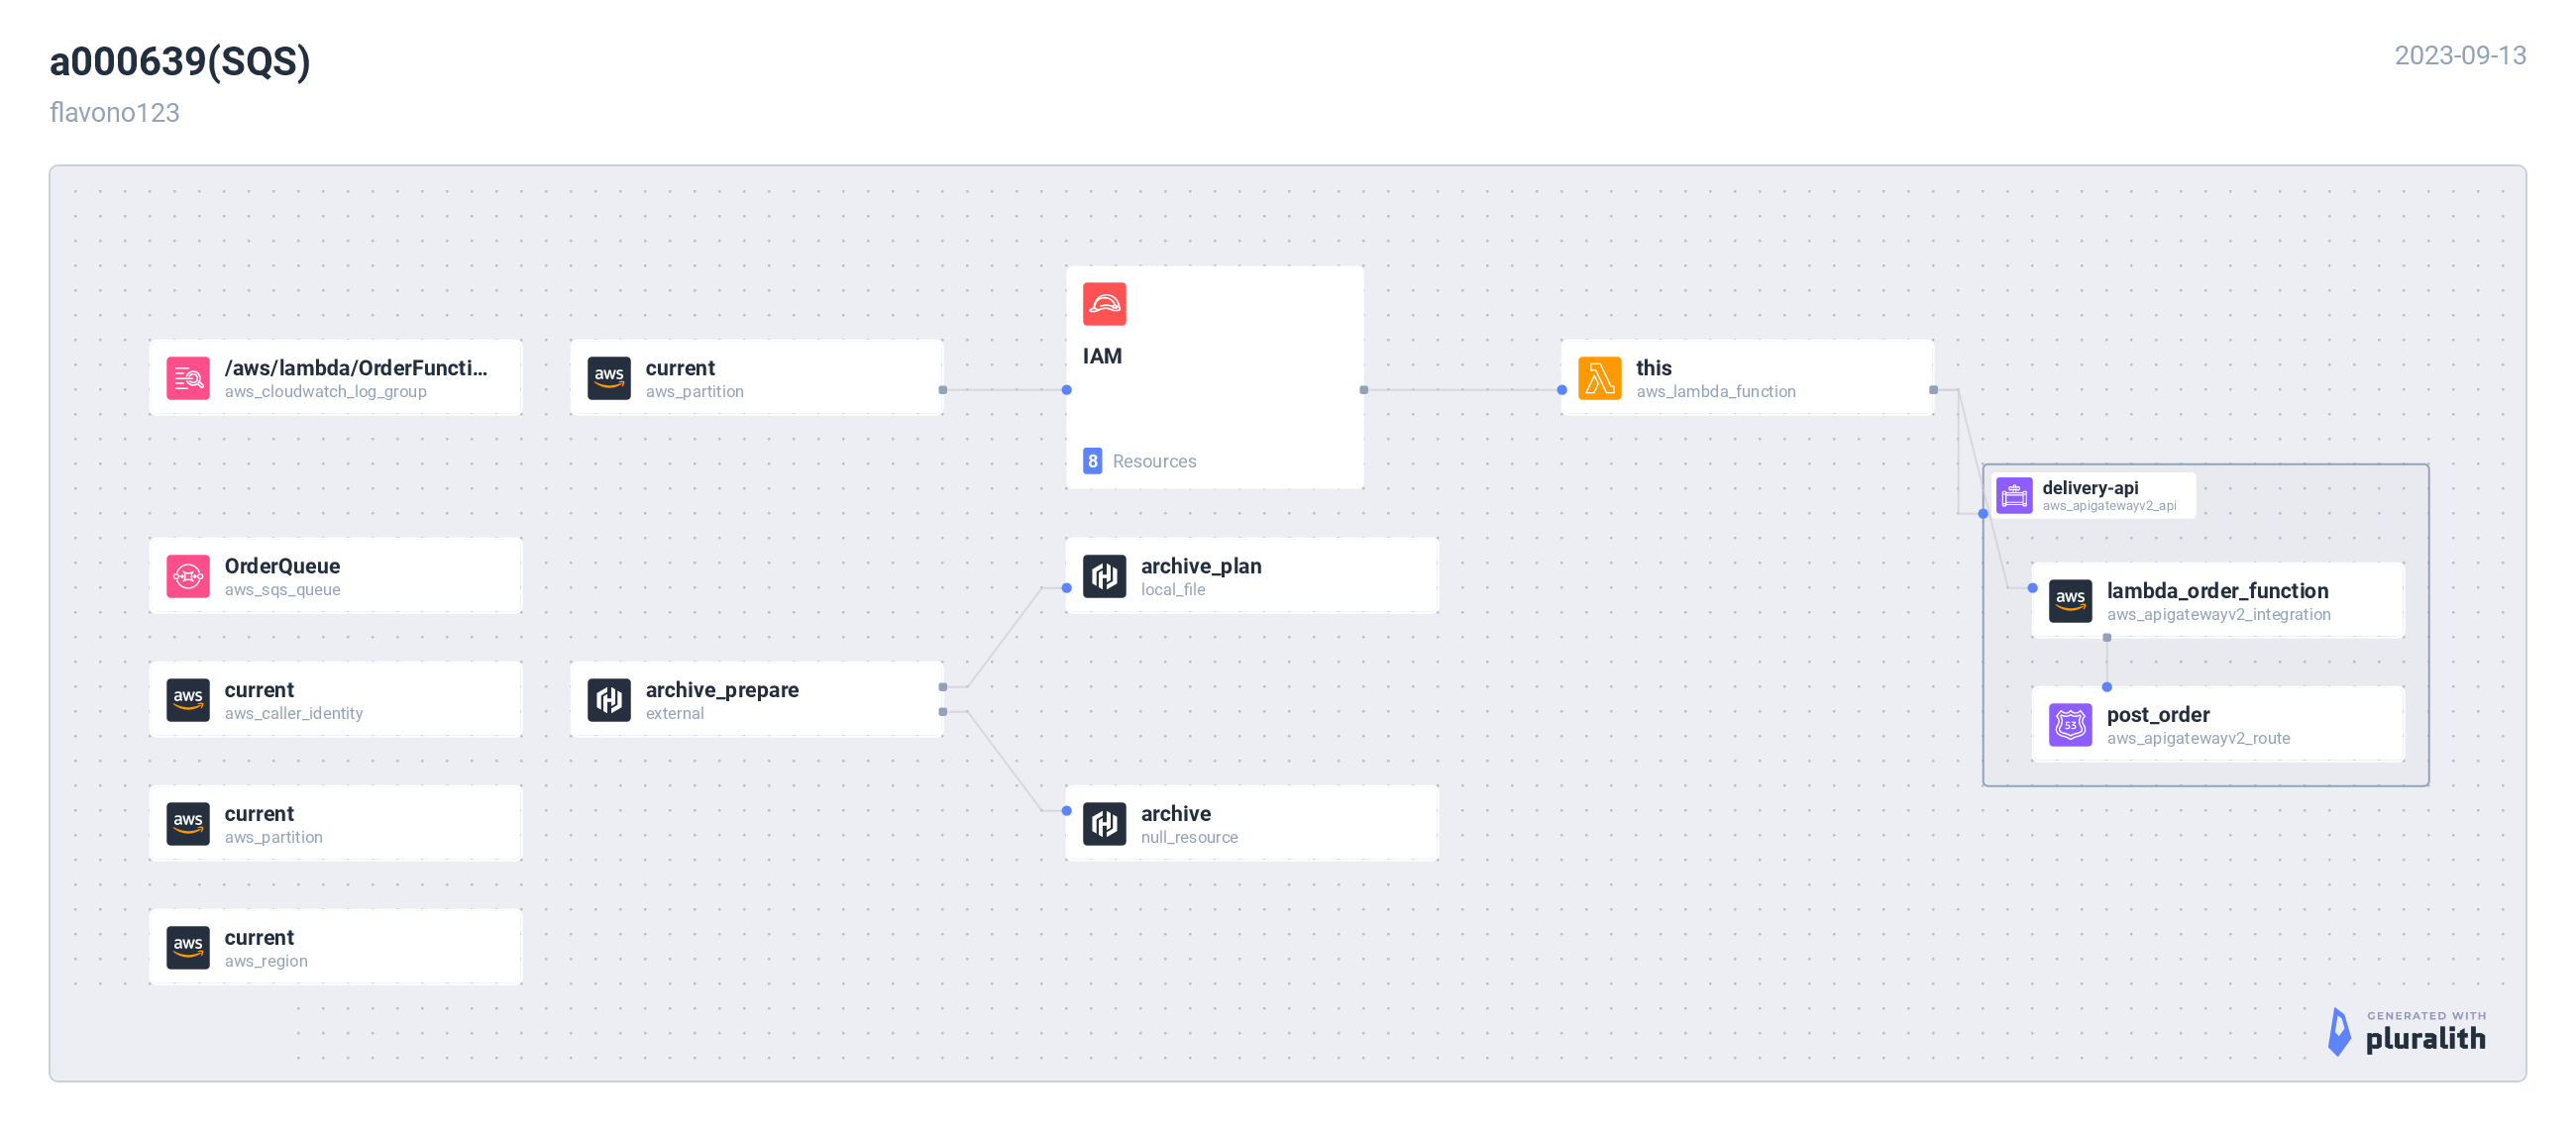 a000639(SQS)
2023-09-13
flavono123
/aws/lambda/OrderFuncti...
aws_cloudwatch_log_group
current
aws_partition
IAM
8 Resources
this
aws_lambda_function
delivery-api
aws_apigatewayv2_api
lambda_order_function
aws_apigatewayv2_integration
post_order
aws_apigatewayv2_route
53
OrderQueue
aws_sqs_queue
archive_plan
local_file
aws
current
aws_caller_identity
archive_prepare
external
aws
current
aws_partition
archive
null_resource
aws
current
aws_region
aws
aws
GENERATED WITH
pluralith